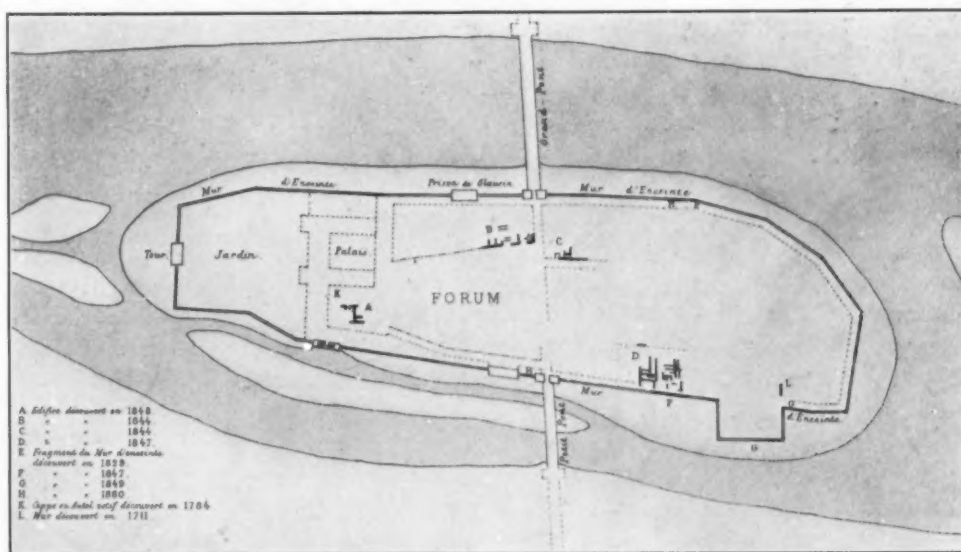 Grand-Pont
Mur d'Enceinte
Prison de Glaucin
Mur d'Enceinte
H E
B
C
Tour
Jardin
Palais
FORUM
K
A
D
E
L
H
Mur
F
G
d'Enceinte
G
Petit Pont
A Edifice découvert en 1848.
B " " 1844.
C " " 1844.
D " " 1847.
E Fragment du Mur d'enceinte
découvert en 1829.
F " " 1847.
G " " 1849
H " " 1860
K Cippe ou Autel votif découvert en 1784
L Mur découvert en 1711